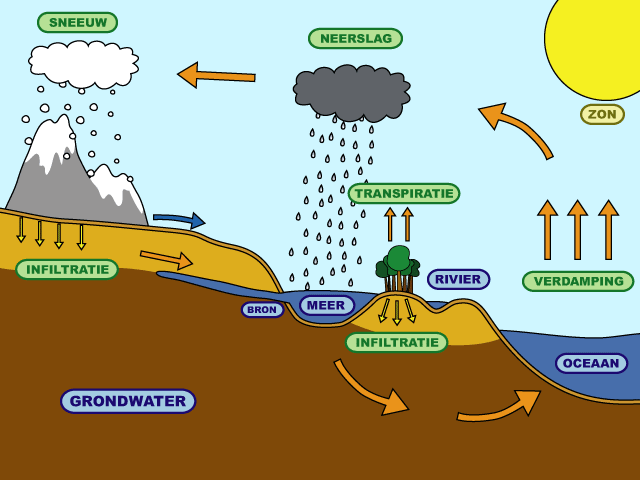 SNEEUW
NEERSLAG
ZON
TRANSPIRATIE
INFILTRATIE
RIVIER
VERDAMPING
BRON
MEER
INFILTRATIE
OCEAAN
GRONDWATER